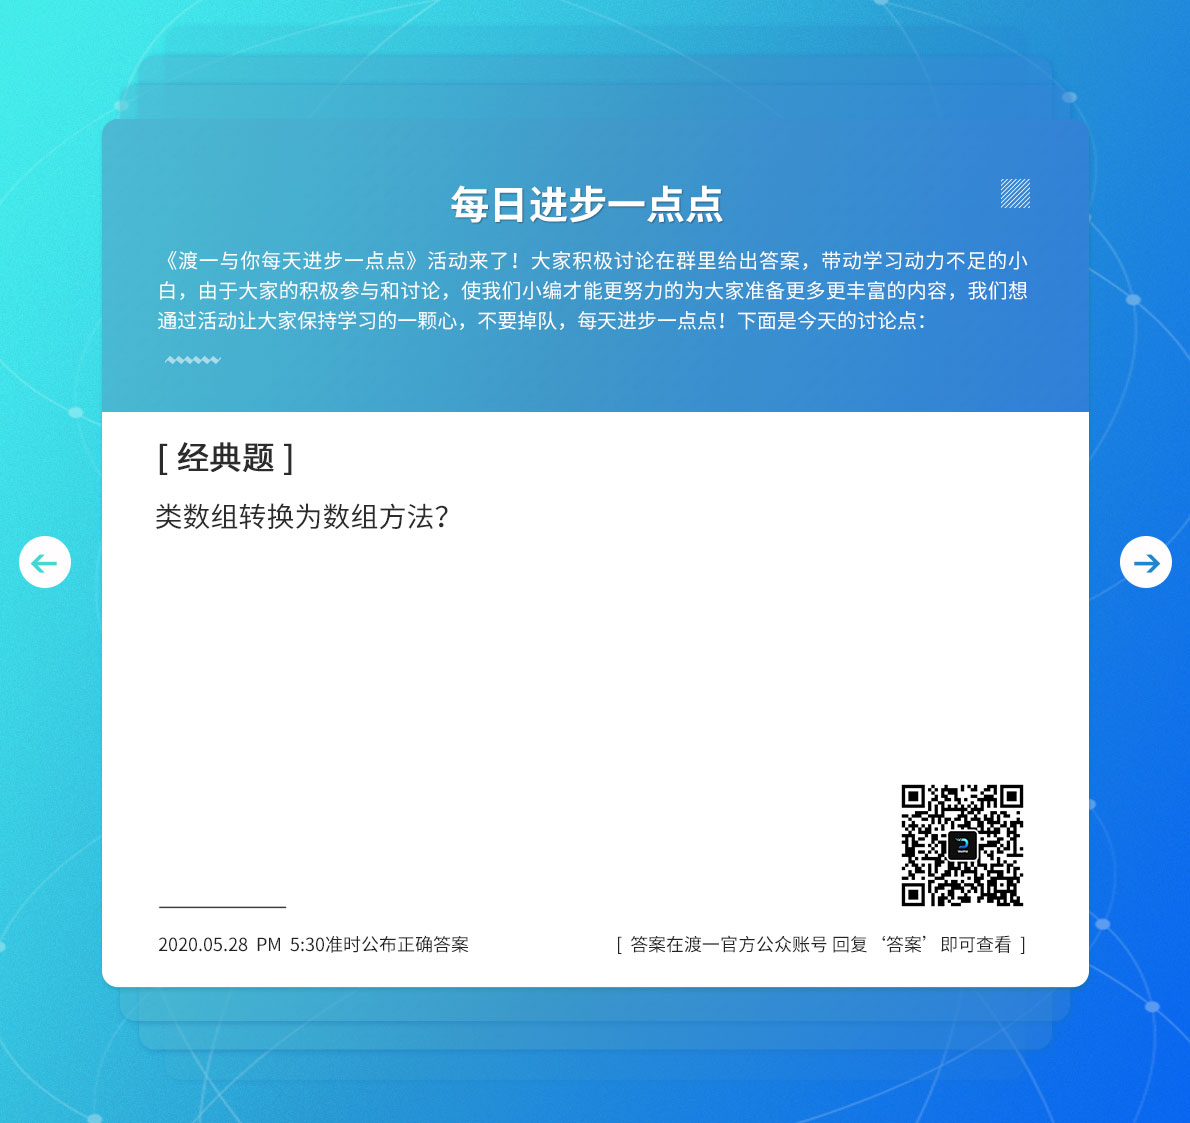 每日进步一点点
《渡一与你每天进步一点点》活动来了！大家积极讨论在群里给出答案，带动学习动力不足的小
白，由于大家的积极参与和讨论，使我们小编才能更努力的为大家准备更多更丰富的内容，我们想
通过活动让大家保持学习的一颗心，不要掉队，每天进步一点点！下面是今天的讨论点：
[ 经典题 ]
类数组转换为数组方法？
2020.05.28 PM 5:30准时公布正确答案
[ 答案在渡一官方公众账号 回复 ‘答案’ 即可查看 ]